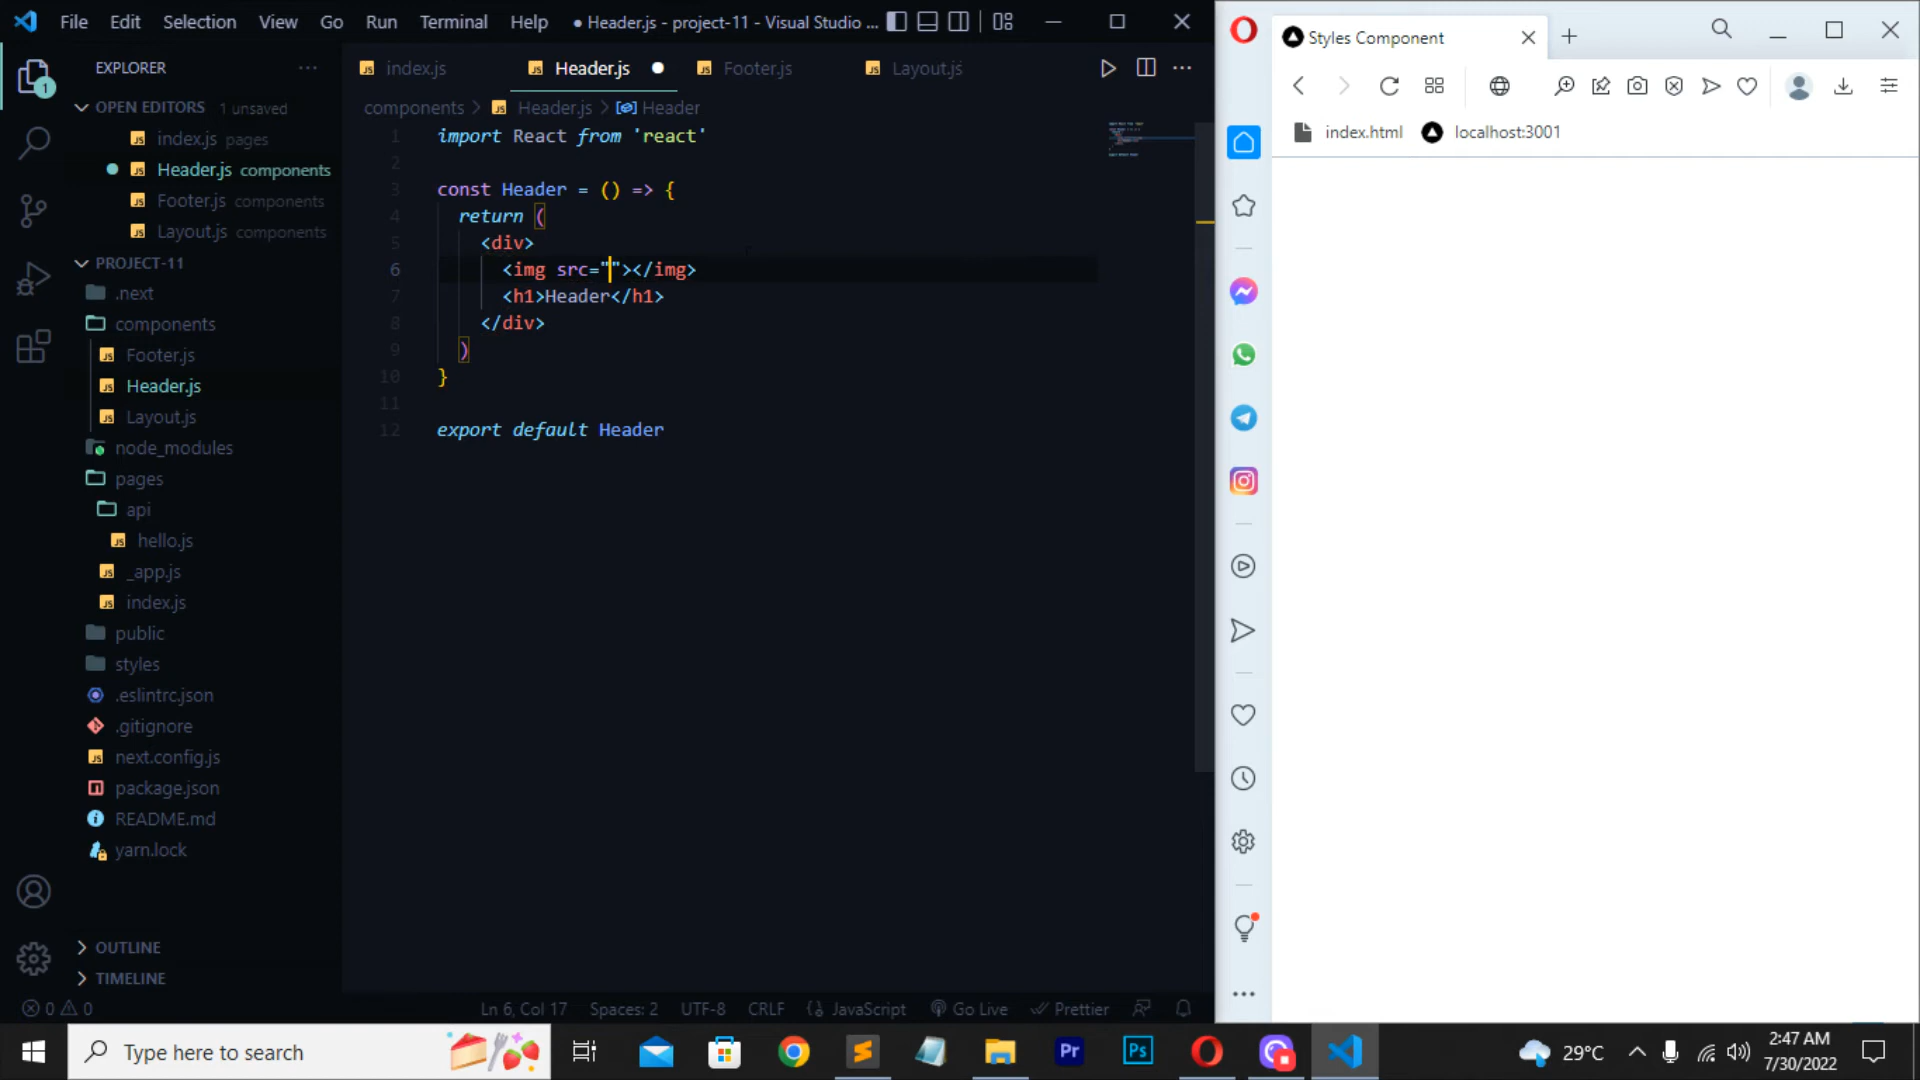 File Edit Selection View Go Run Terminal Help ● Header.js - project-11 - Visual Studio ...
EXPLORER
OPEN EDITORS 1 unsaved
index.js pages
Header.js components
Footer.js components
Layout.js components
PROJECT-11
.next
components
Footer.js
Header.js
Layout.js
node_modules
pages
api
hello.js
_app.js
index.js
public
styles
.eslintrc.json
.gitignore
next.config.js
package.json
README.md
yarn.lock
OUTLINE
TIMELINE
1
index.js Header.js Footer.js Layout.js
components > Header.js > Header
1 import React from 'react'
2
3 const Header = () => {
4 return (
5 <div>
6 <img src=""></img>
7 <h1>Header</h1>
8 </div>
9 )
10 }
11
12 export default Header
0 0 Ln 6, Col 17 Spaces: 2 UTF-8 CRLF {} JavaScript Go Live Prettier
Styles Component
index.html localhost:3001
Type here to search
Pr
Ps
29°C
2:47 AM
7/30/2022